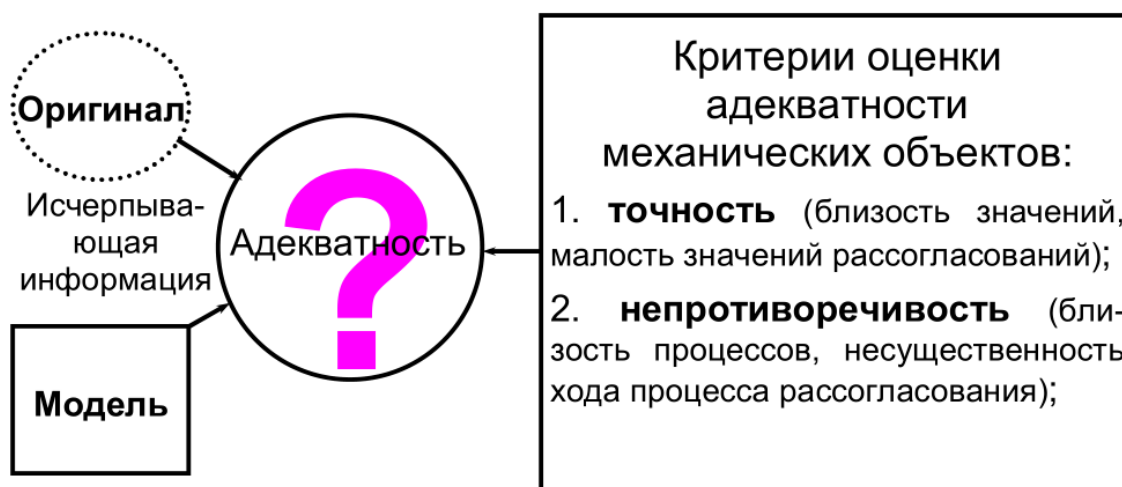 Оригинал
Исчерпыва-
ющая
информация
Модель
Адекватность
?
Критерии оценки
адекватности
механических объектов:
1. точность (близость значений,
малость значений рассогласований);
2. непротиворечивость (бли-
зость процессов, несущественность
хода процесса рассогласования);